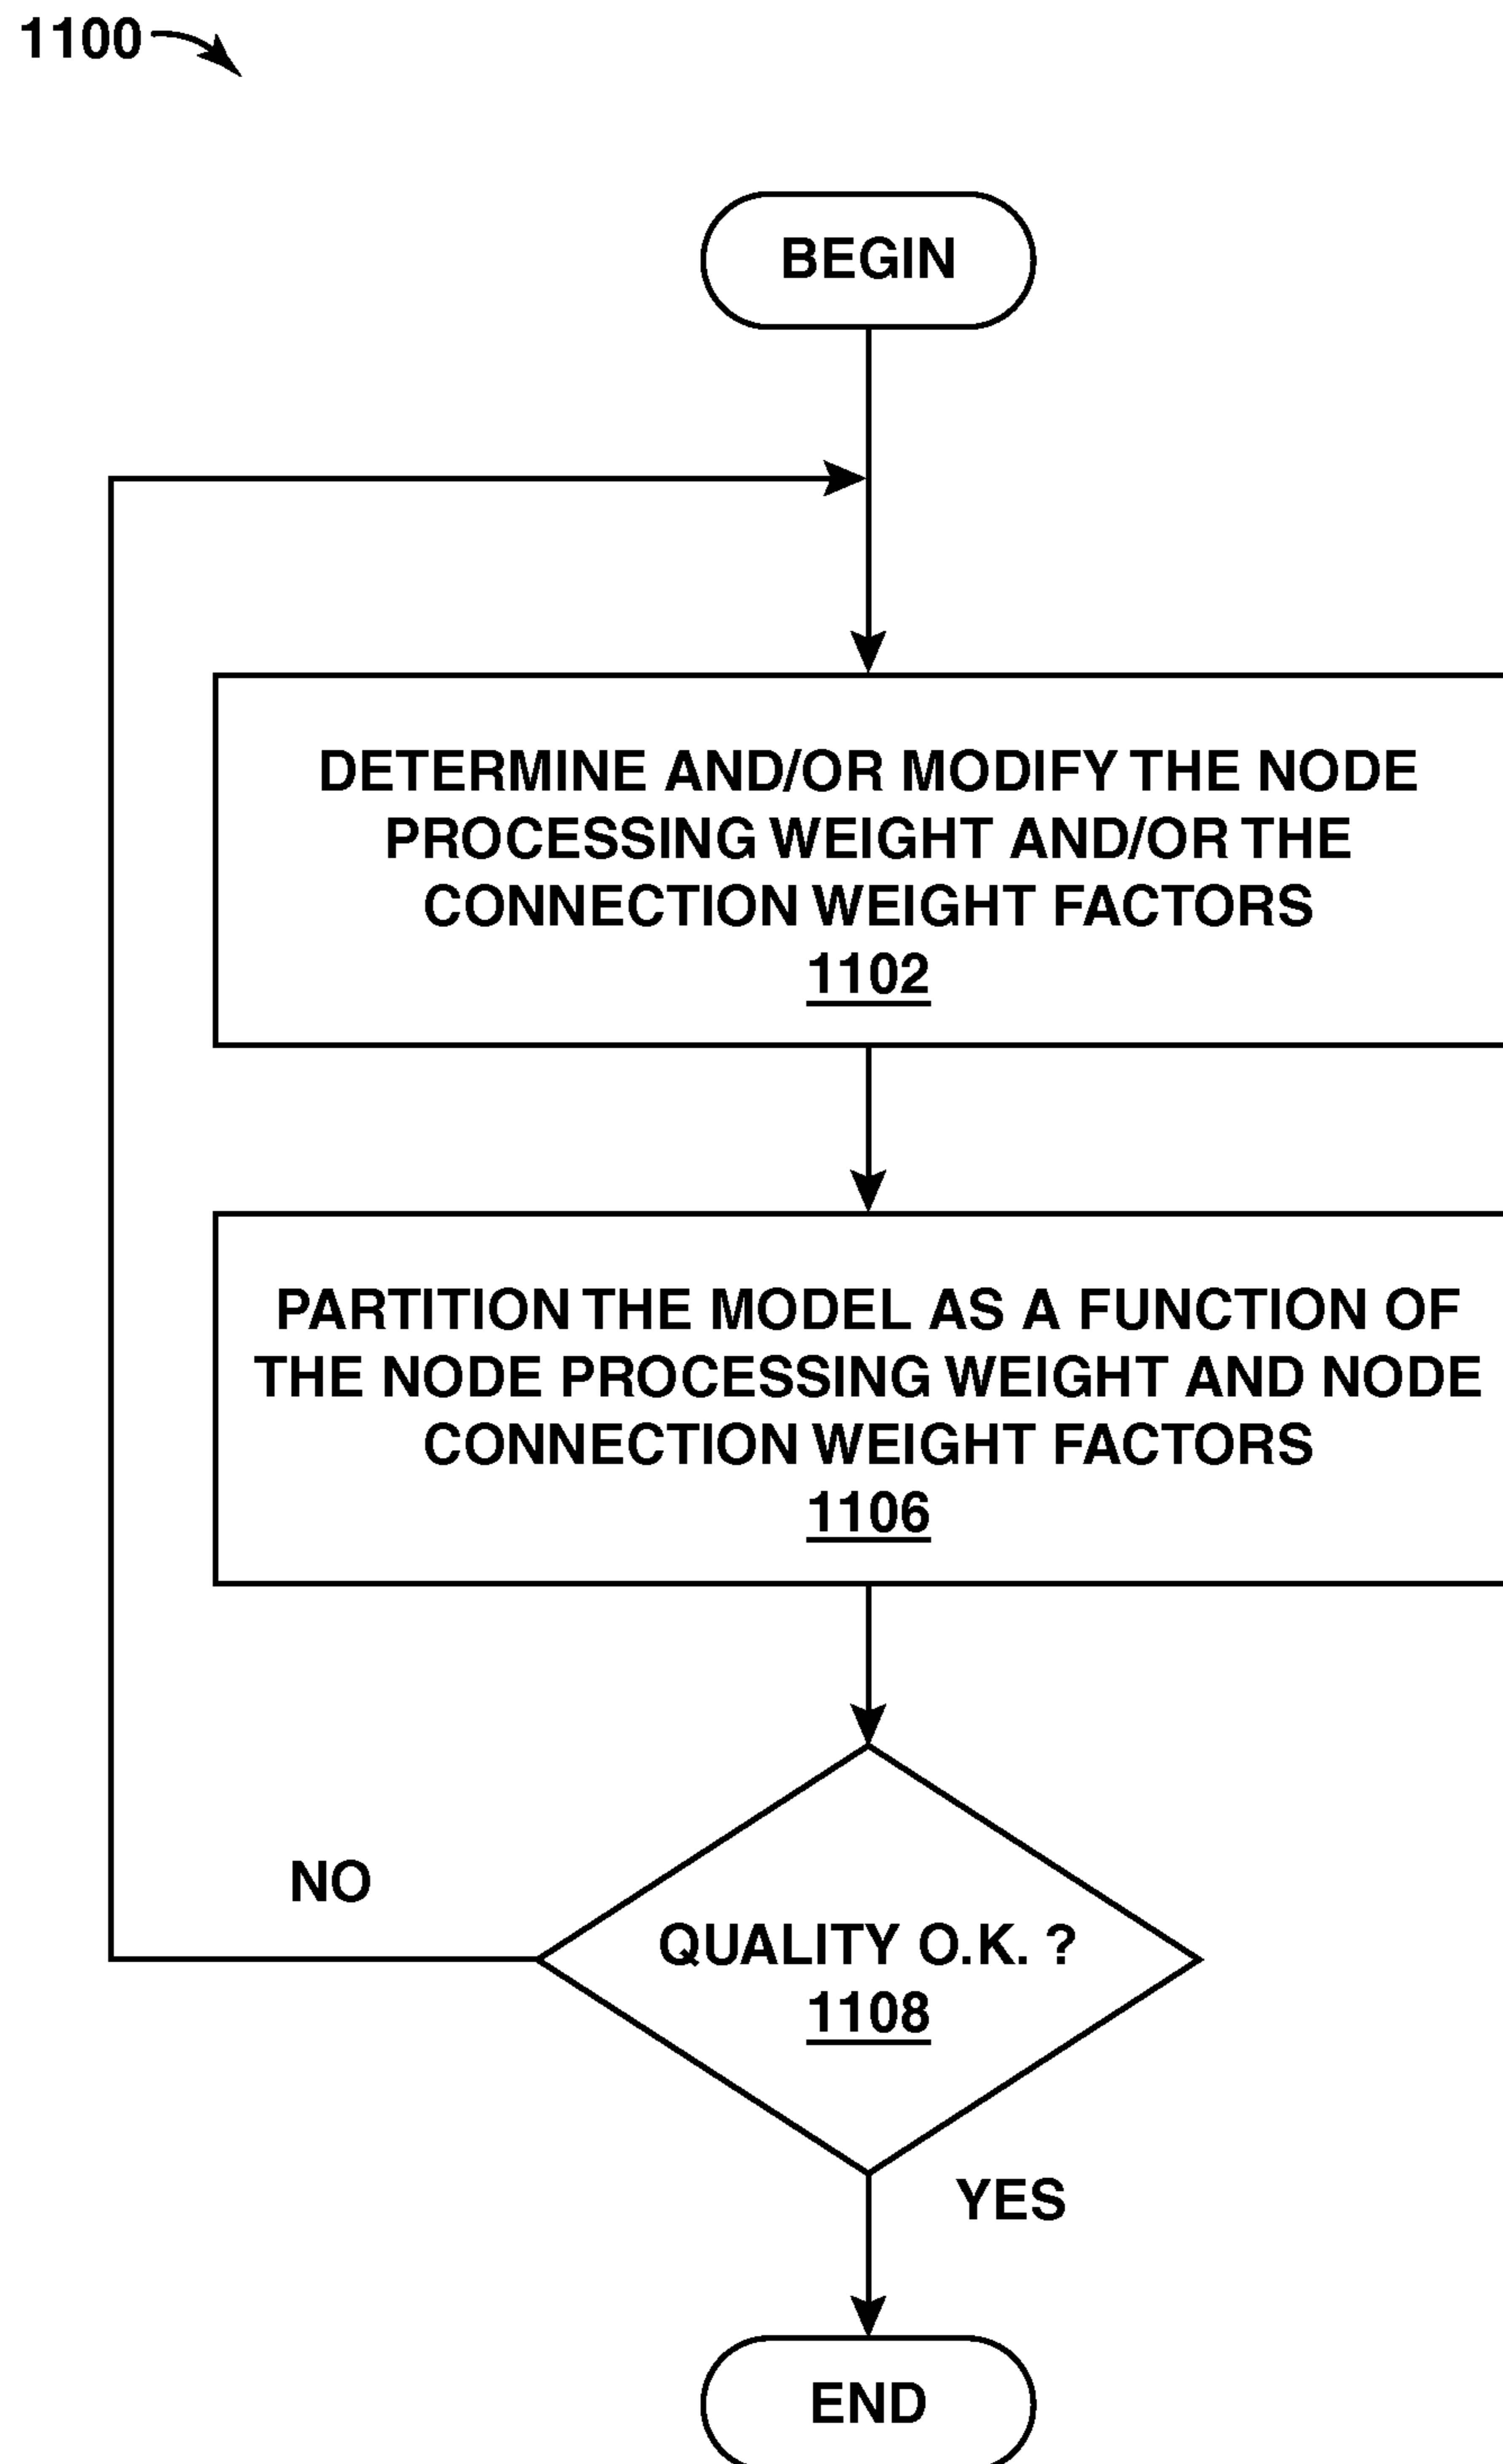 1100
BEGIN
DETERMINE AND/OR MODIFY THE NODE
PROCESSING WEIGHT AND/OR THE
CONNECTION WEIGHT FACTORS
1102
PARTITION THE MODEL AS A FUNCTION OF
THE NODE PROCESSING WEIGHT AND NODE
CONNECTION WEIGHT FACTORS
1106
NO
QUALITY O.K. ?
1108
YES
END